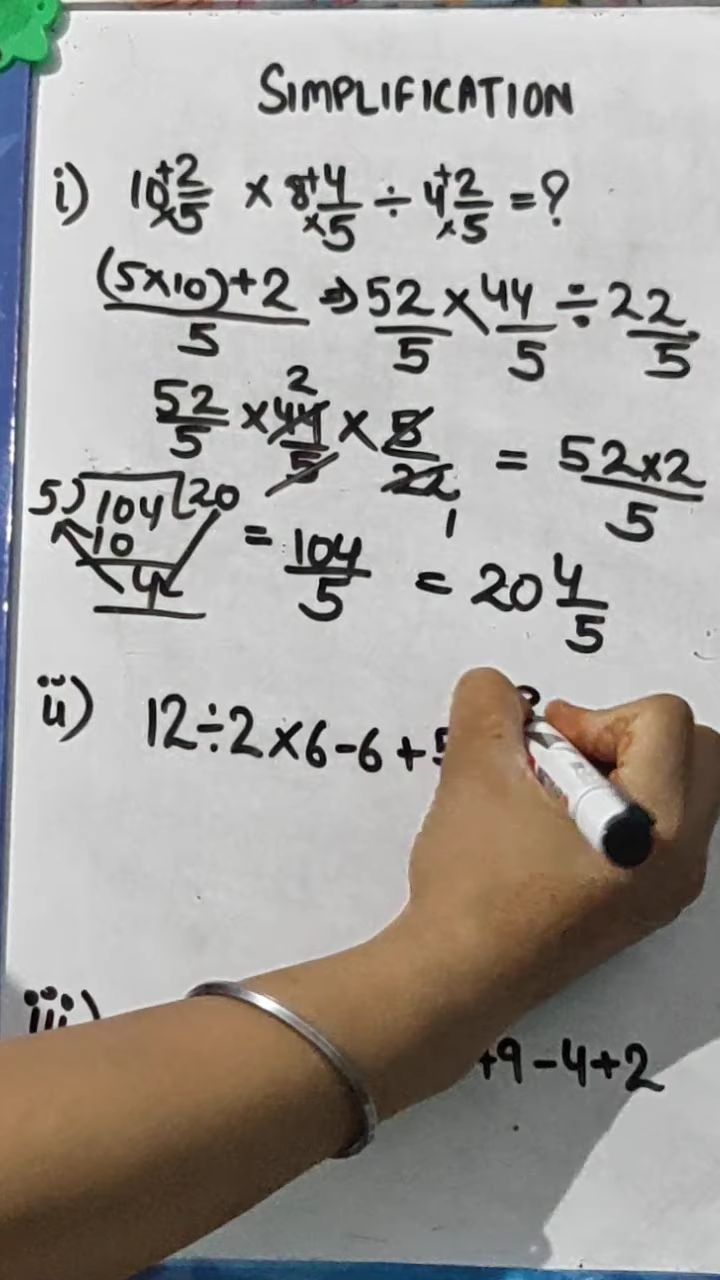 SIMPLIFICATION
i) 10 2/5 × 8 4/5 ÷ 4 2/5 = ?
(5×10)+2/5 ⇒ 52/5 × 44/5 ÷ 22/5
52/5 × 44/5 × 5/22 = 52×2/5
2
1
5) 104 (20
10
4
= 104/5 = 20 4/5
ii) 12÷2×6-6+5
iii)
+9-4+2